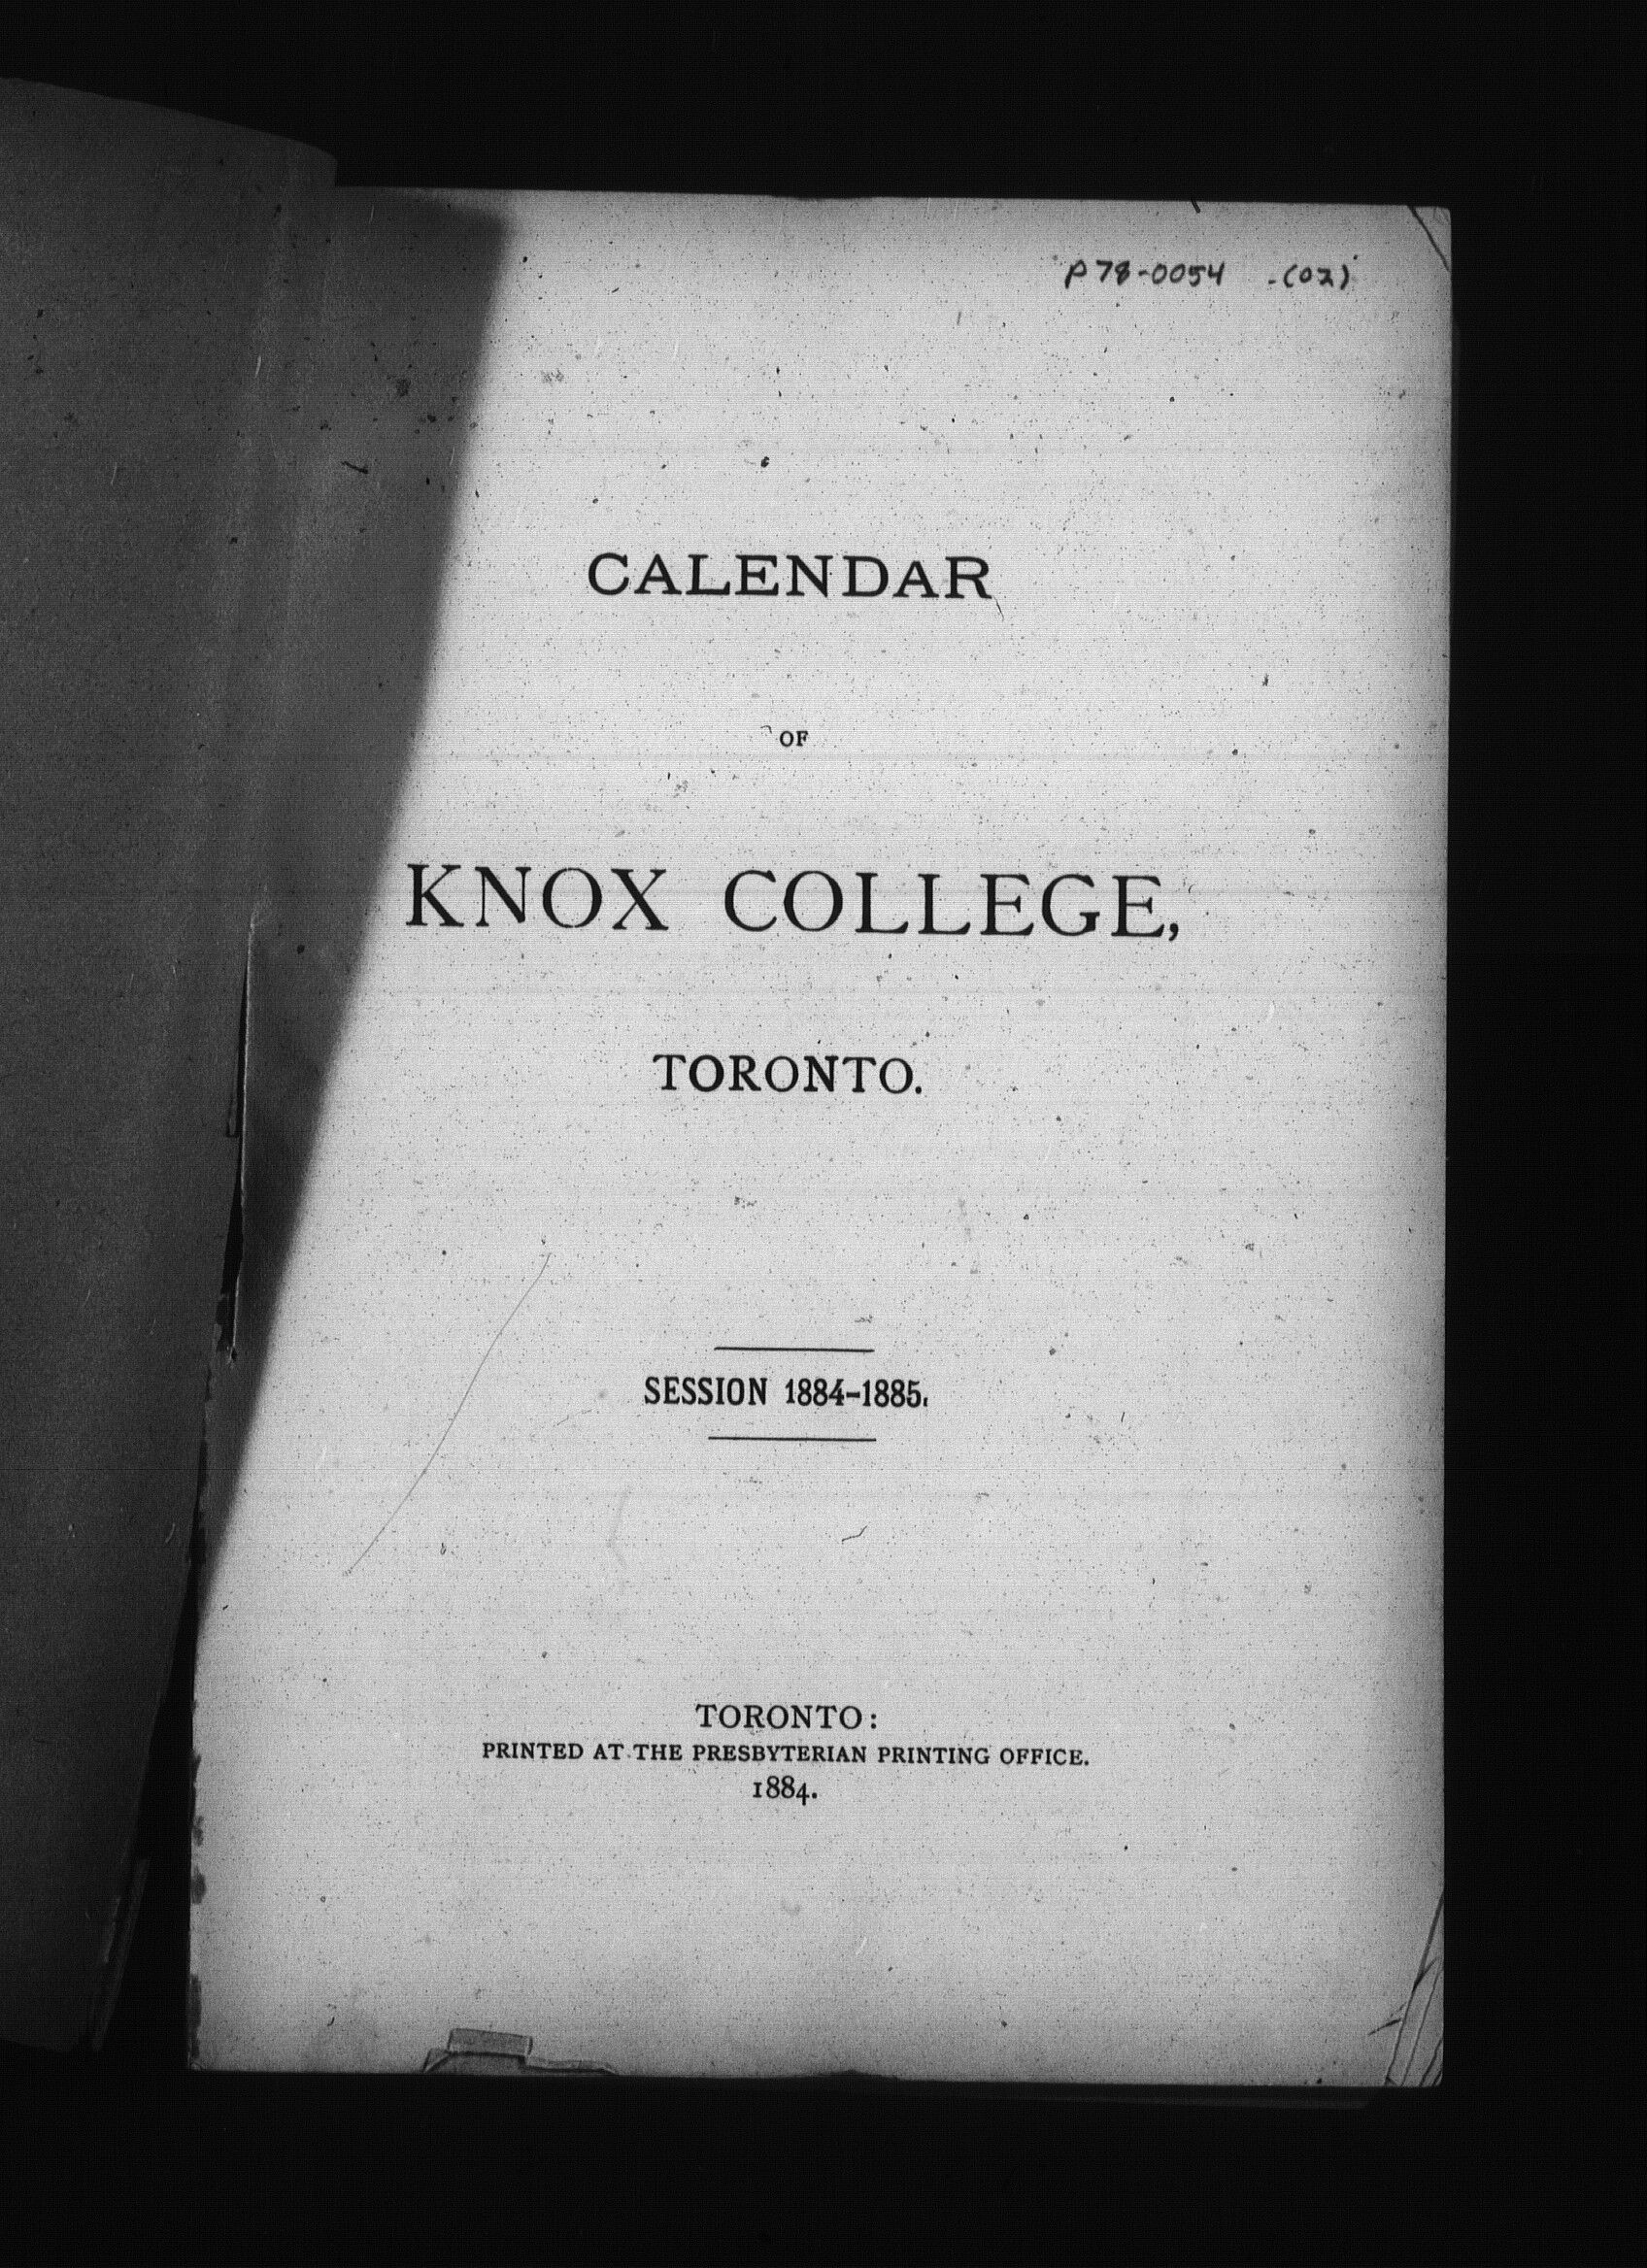 P78-0054 -(02)
CALENDAR
OF
KNOX COLLEGE,
TORONTO.
SESSION 1884-1885.
TORONTO:
PRINTED AT THE PRESBYTERIAN PRINTING OFFICE.
1884.